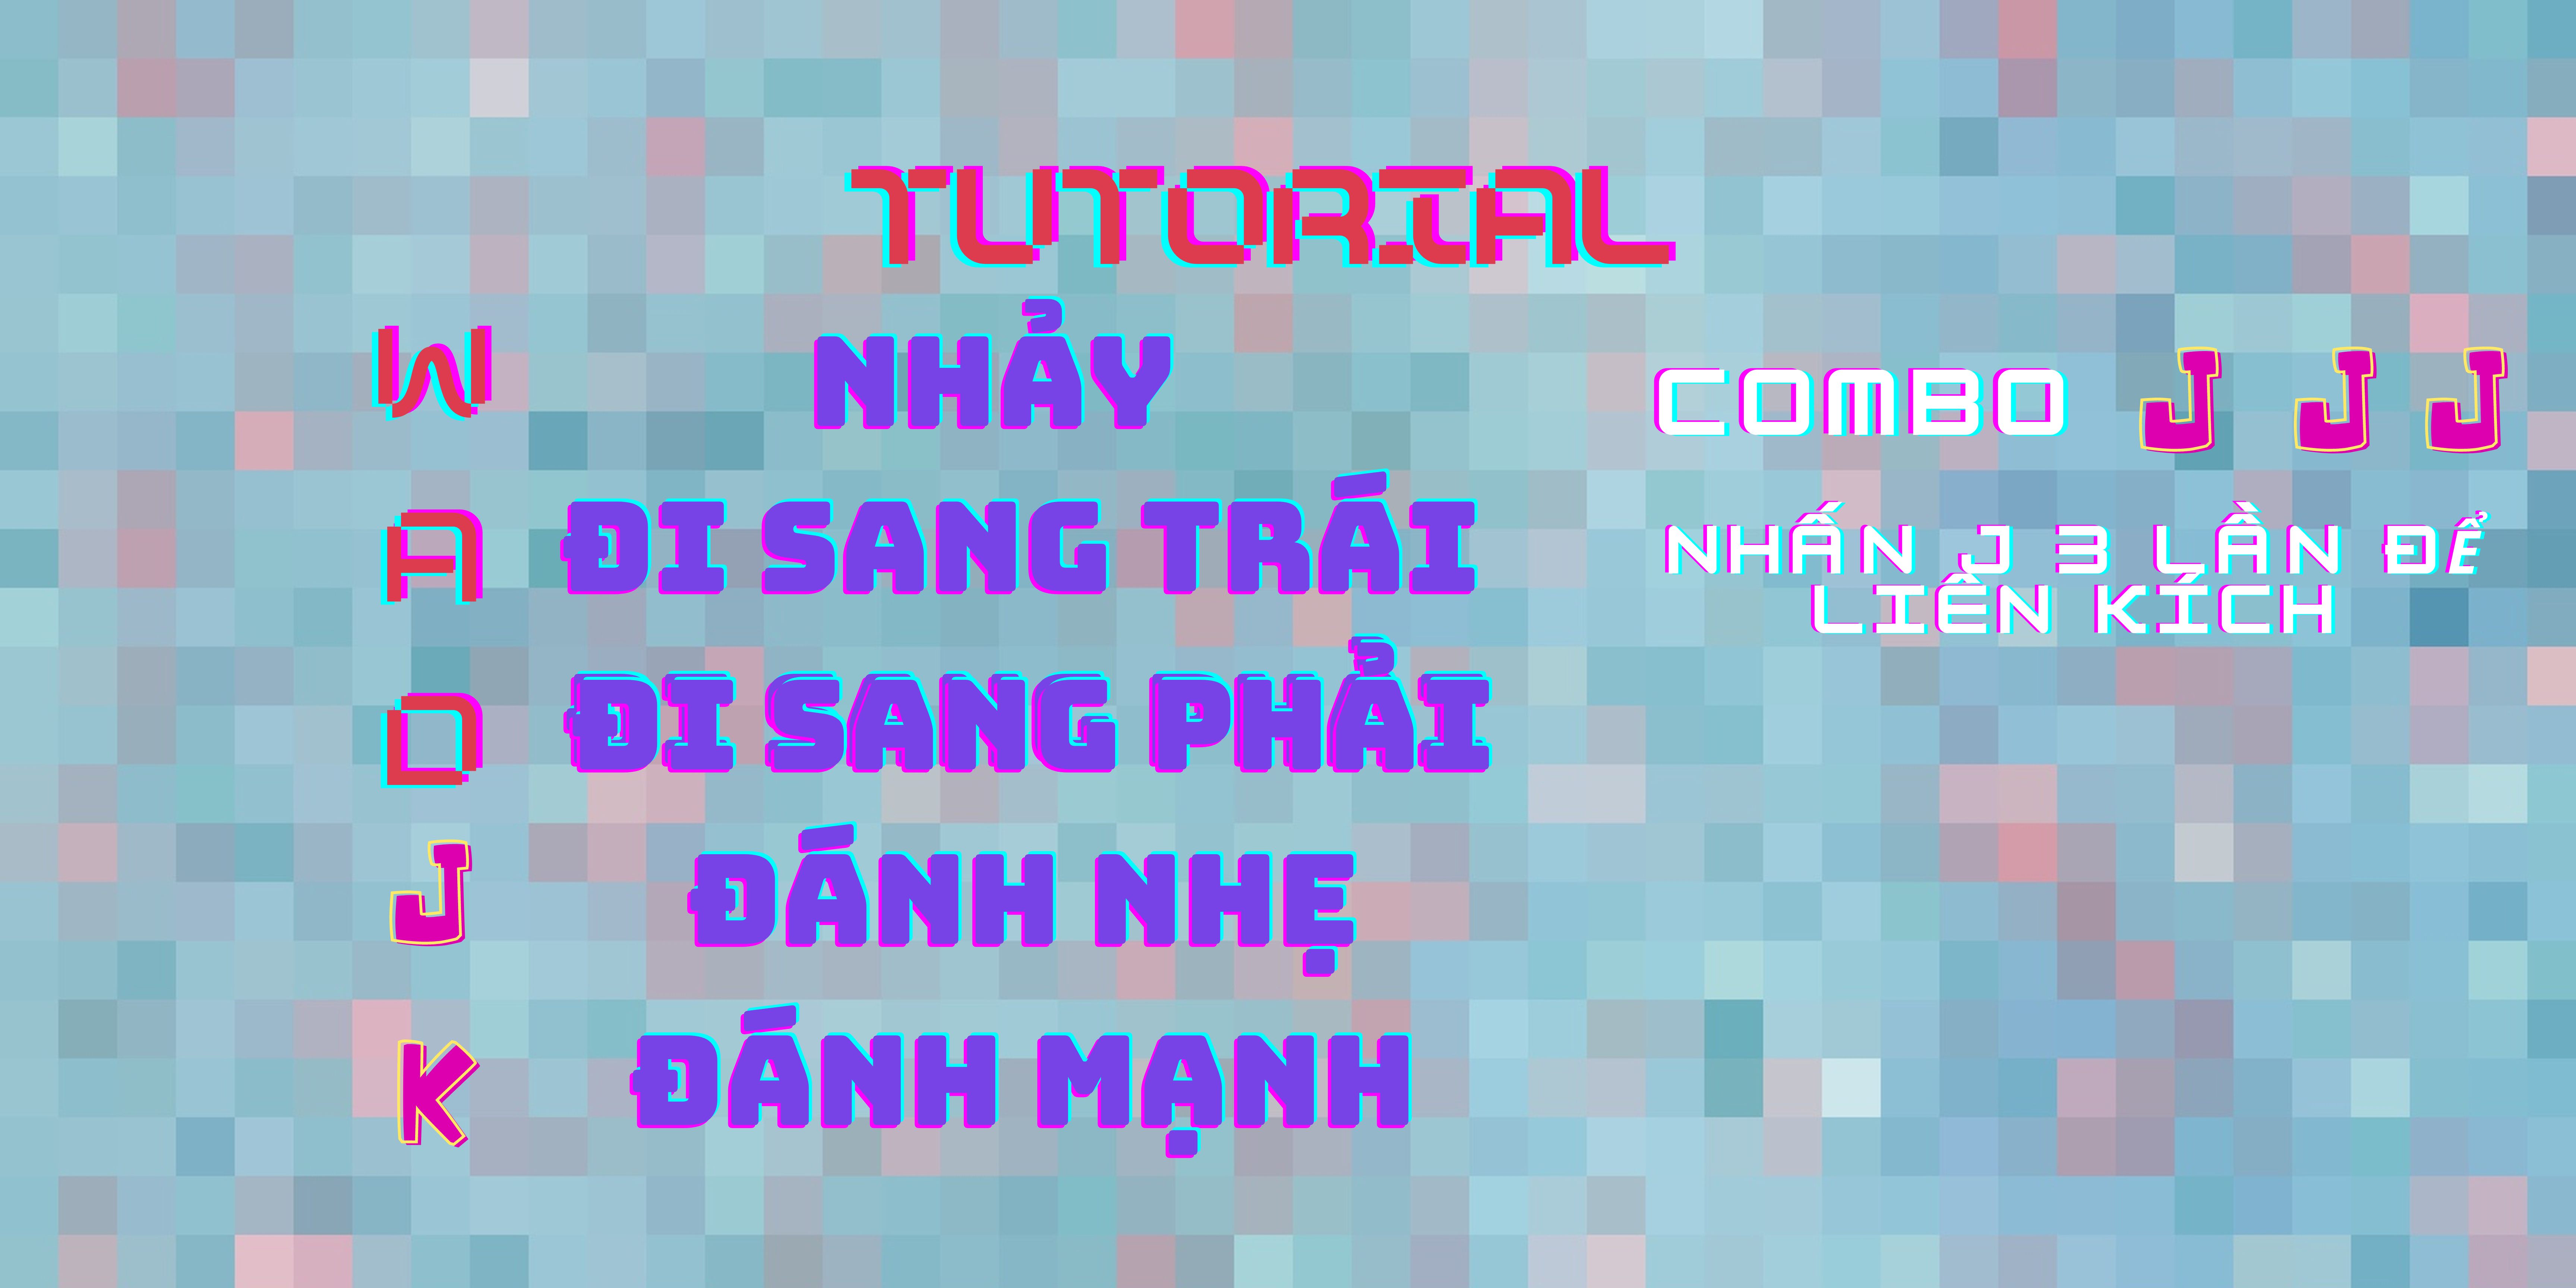 TUTORIAL
W NHẢY
A ĐI SANG TRÁI
D ĐI SANG PHẢI
J ĐÁNH NHẸ
K ĐÁNH MẠNH
COMBO J J J
NHẤN J 3 LẦN ĐỂ
LIÊN KÍCH